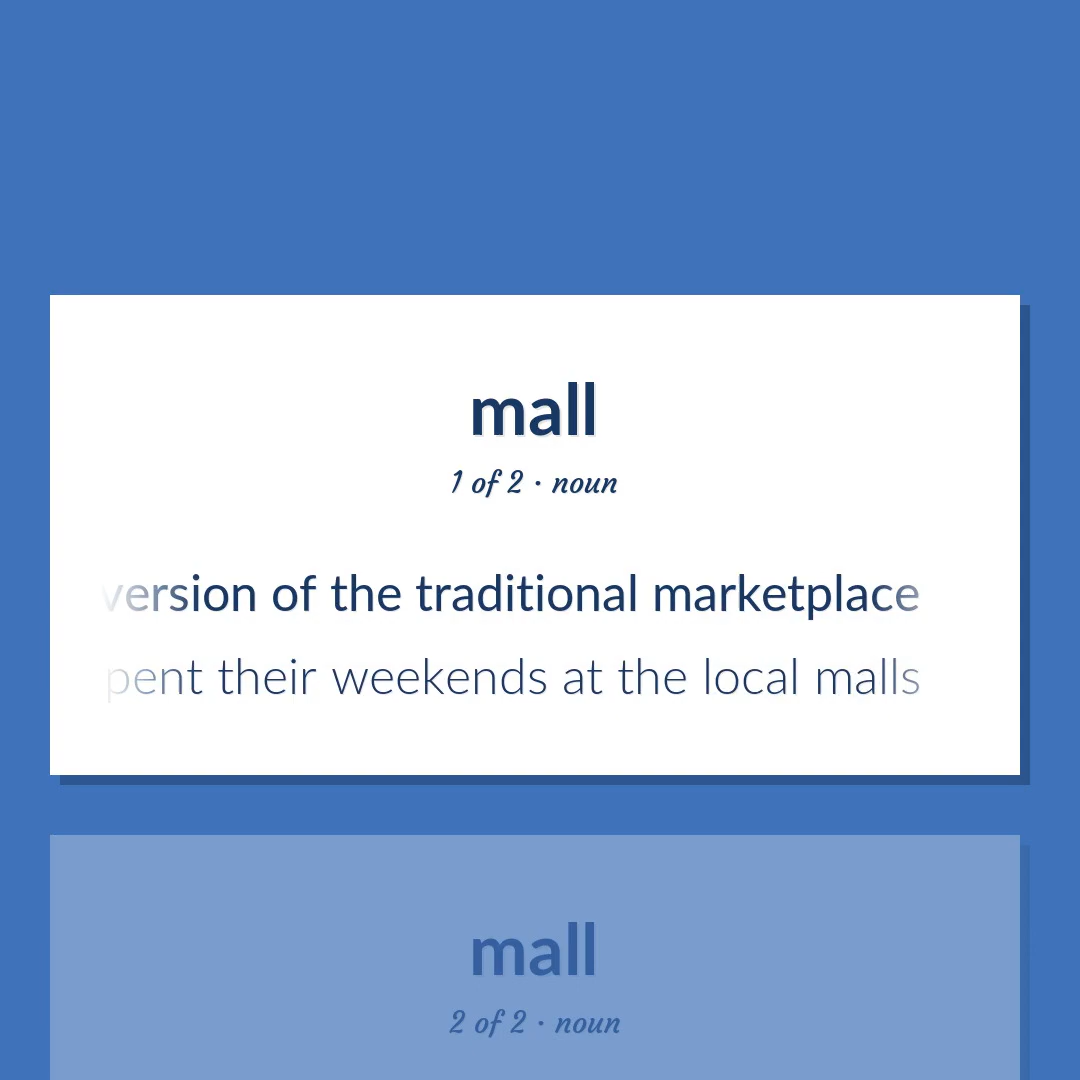 mall
1 of 2 · noun
version of the traditional marketplace
pent their weekends at the local malls
mall
2 of 2 · noun